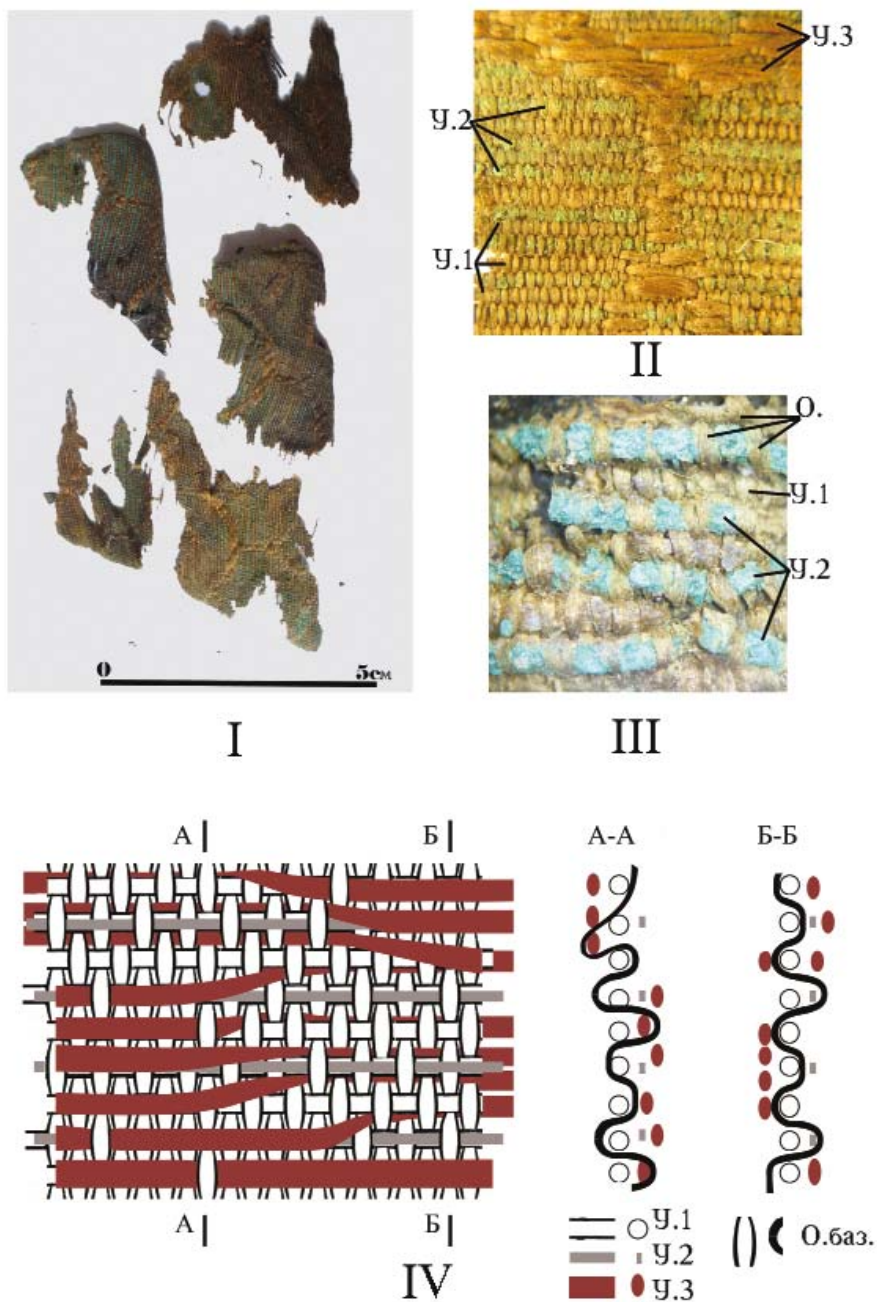 У.3
У.2
У.1
II
О.
У.1
У.2
0 5см
I
III
А Б А-А Б-Б
А Б
У.1 О.баз.
У.2
У.3
IV